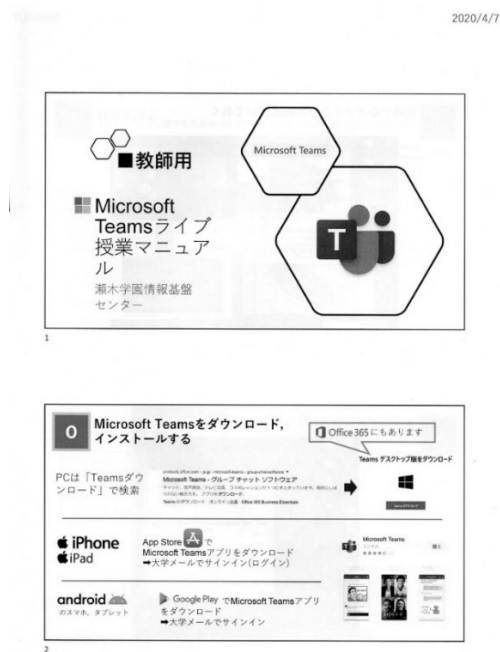 2020/4/7
■教師用
Microsoft
Teamsライブ
授業マニュア
ル
瀬木学園情報基盤
センター
Microsoft Teams
T
1
0
Microsoft Teamsをダウンロード,
インストールする
Office 365にもあります
Teams デスクトップ版をダウンロード
PCは「Teamsダウ
ンロード」で検索
Microsoft Teams - グループ チャット ソフトウェア
iPhone
iPad
App Store で
Microsoft Teamsアプリをダウンロード
➡大学メールでサインイン(ログイン)
Microsoft Teams
開く
android
のスマホ, タブレット
Google Play でMicrosoft Teamsアプリ
をダウンロード
➡大学メールでサインイン
2